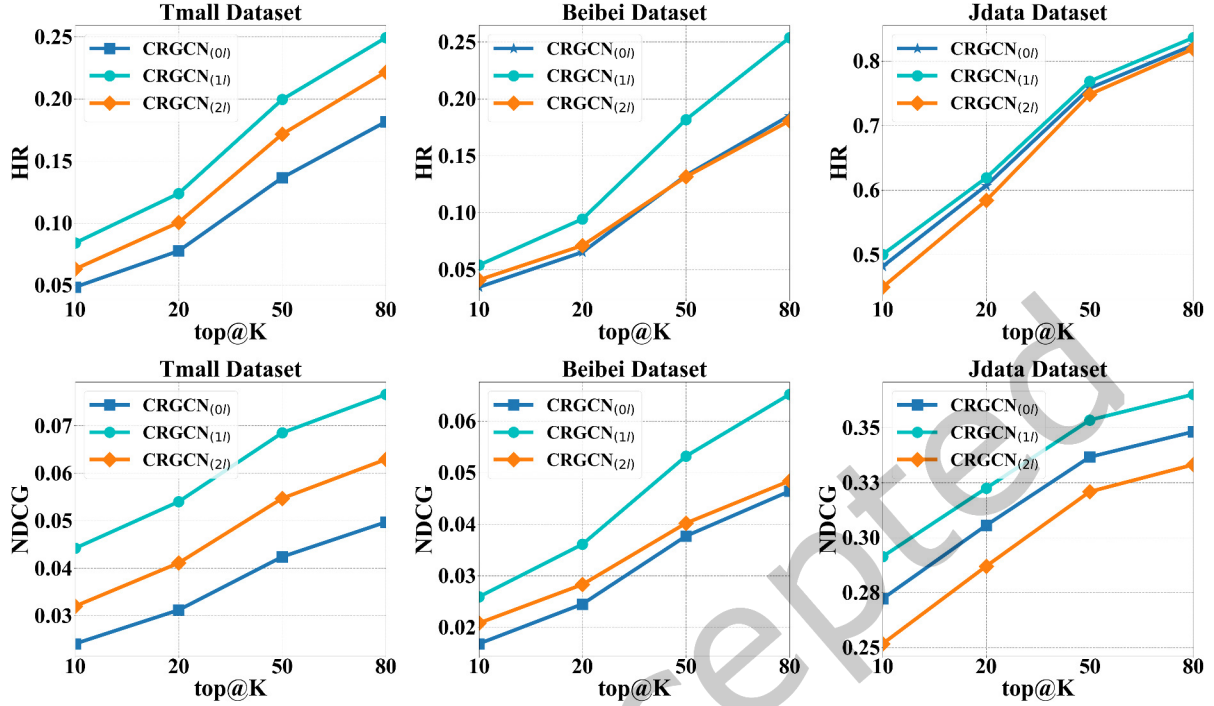 Tmall Dataset
HR
0.25
0.20
0.15
0.10
0.05
CRGCN(0l)
CRGCN(1l)
CRGCN(2l)
10 20 50 80
top@K
Beibei Dataset
HR
0.25
0.20
0.15
0.10
0.05
CRGCN(0l)
CRGCN(1l)
CRGCN(2l)
10 20 50 80
top@K
Jdata Dataset
HR
0.8
0.7
0.6
0.5
CRGCN(0l)
CRGCN(1l)
CRGCN(2l)
10 20 50 80
top@K
Tmall Dataset
NDCG
0.07
0.06
0.05
0.04
0.03
CRGCN(0l)
CRGCN(1l)
CRGCN(2l)
10 20 50 80
top@K
Beibei Dataset
NDCG
0.06
0.05
0.04
0.03
0.02
CRGCN(0l)
CRGCN(1l)
CRGCN(2l)
10 20 50 80
top@K
Jdata Dataset
NDCG
0.35
0.33
0.30
0.28
0.25
CRGCN(0l)
CRGCN(1l)
CRGCN(2l)
10 20 50 80
top@K
cepted